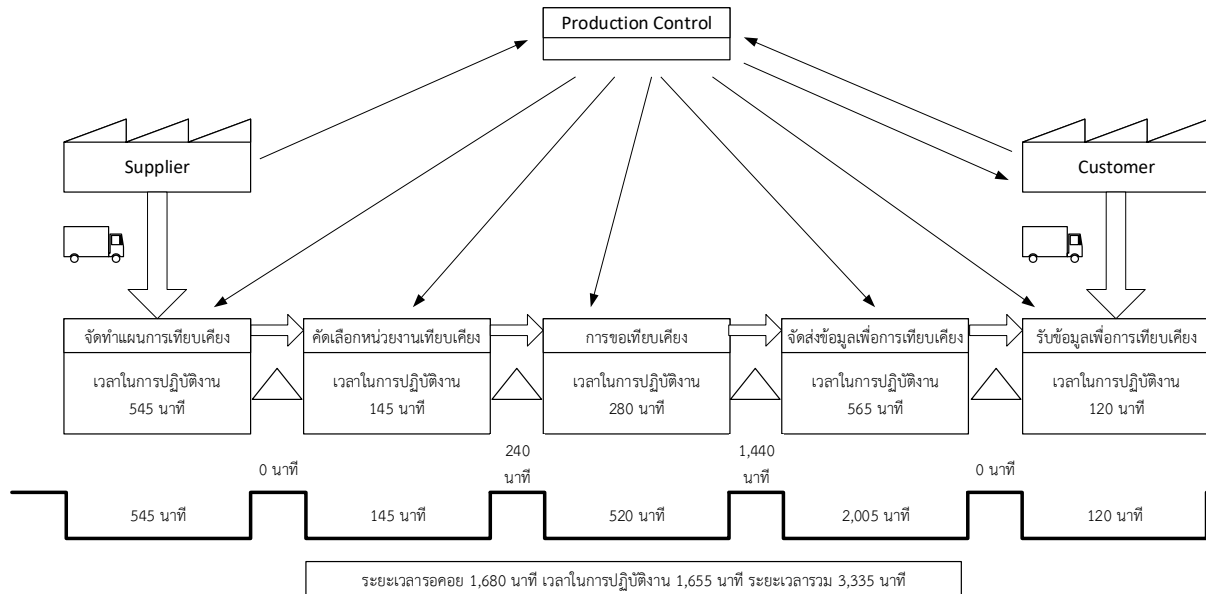 Production Control
Supplier
Customer
จัดทำแผนการเทียบเคียง
คัดเลือกหน่วยงานเทียบเคียง
การขอเทียบเคียง
จัดส่งข้อมูลเพื่อการเทียบเคียง
รับข้อมูลเพื่อการเทียบเคียง
เวลาในการปฏิบัติงาน
545 นาที
เวลาในการปฏิบัติงาน
145 นาที
เวลาในการปฏิบัติงาน
280 นาที
เวลาในการปฏิบัติงาน
565 นาที
เวลาในการปฏิบัติงาน
120 นาที
0 นาที
240
นาที
1,440
นาที
0 นาที
545 นาที
145 นาที
520 นาที
2,005 นาที
120 นาที
ระยะเวลารอคอย 1,680 นาที เวลาในการปฏิบัติงาน 1,655 นาที ระยะเวลารวม 3,335 นาที